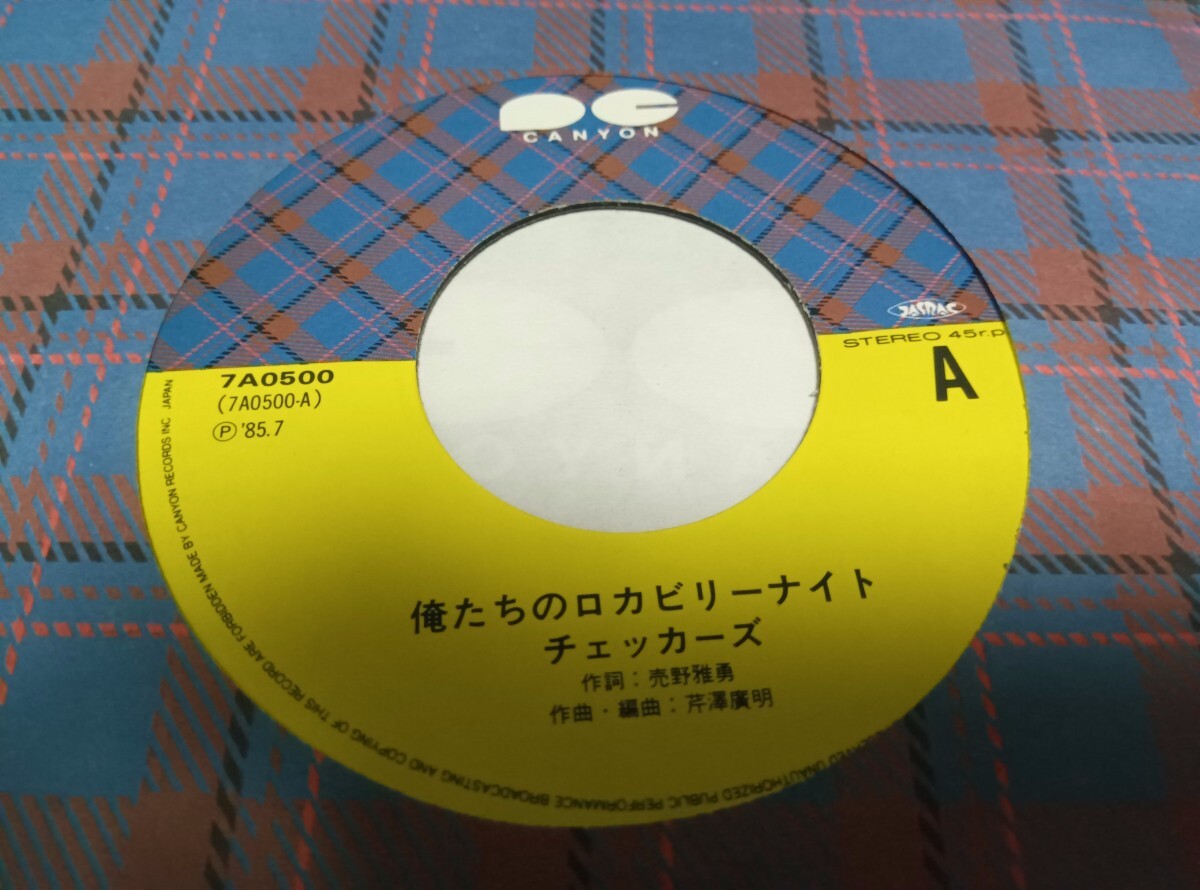 CANYON
JASRAC
STEREO 45r.p
A
7A0500
(7A0500-A)
Ⓟ '85.7
俺たちのロカビリーナイト
チェッカーズ
作詞：売野雅勇
作曲・編曲：芹澤廣明
UNAUTHORIZED PUBLIC PERFORMANCE BROADCASTING AND COPYING OF THIS RECORD ARE FORBIDDEN MADE BY CANYON RECORDS INC JAPAN